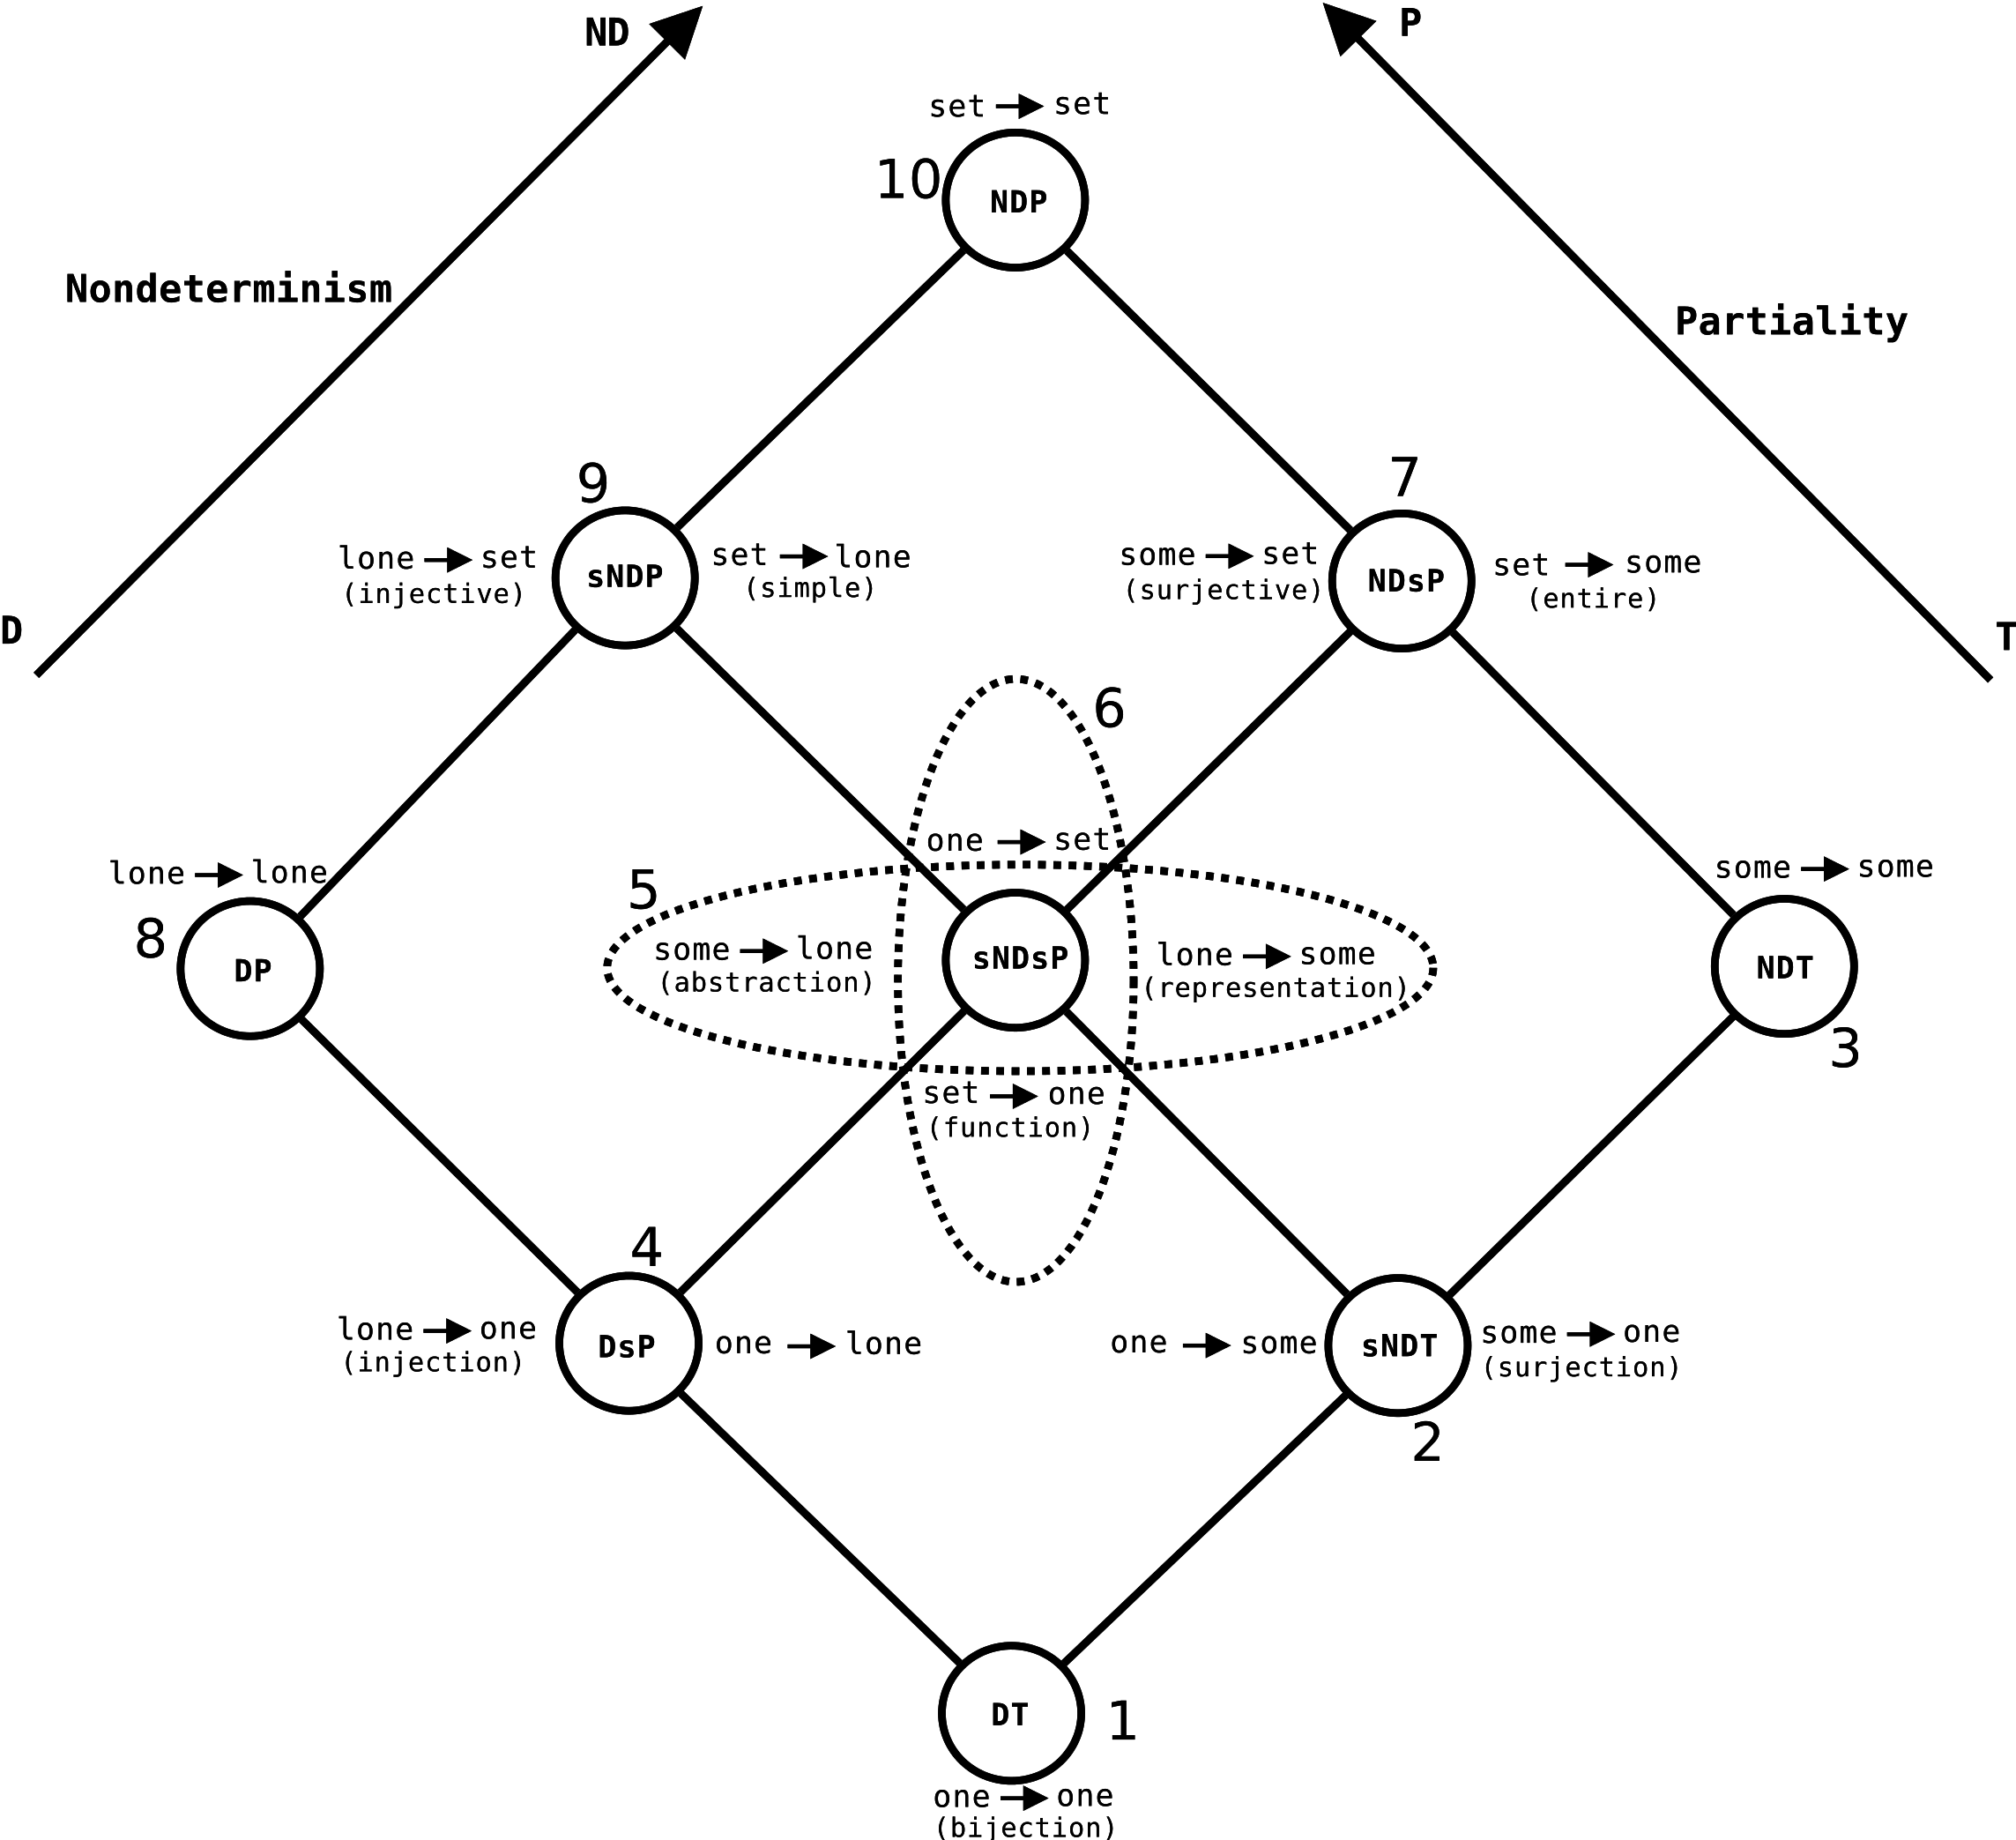 ND
P
set → set
10
NDP
Nondeterminism
Partiality
9
7
lone → set
(injective)
sNDP
set → lone
(simple)
some → set
(surjective)
NDsP
set → some
(entire)
D
T
6
one → set
lone → lone
5
some → some
8
DP
some → lone
(abstraction)
sNDsP
lone → some
(representation)
NDT
3
set → one
(function)
4
lone → one
(injection)
DsP
one → lone
one → some
sNDT
some → one
(surjection)
2
DT
1
one → one
(bijection)